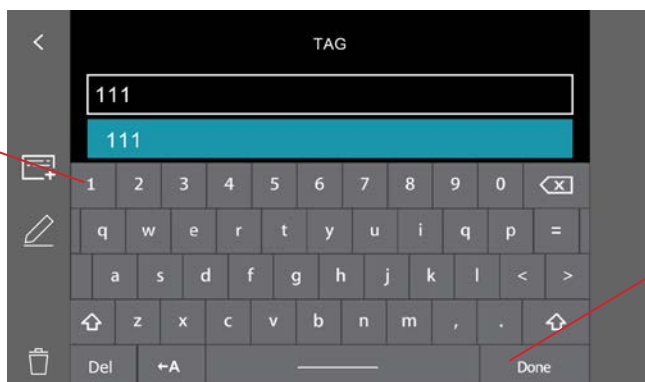 TAG
111
111
1 2 3 4 5 6 7 8 9 0
q w e r t y u i q p =
a s d f g h j k l < >
z x c v b n m , .
Del ←A Done